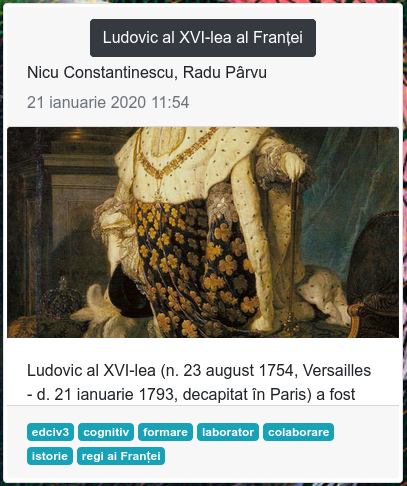 Ludovic al XVI-lea al Franței
Nicu Constantinescu, Radu Pârvu
21 ianuarie 2020 11:54
Ludovic al XVI-lea (n. 23 august 1754, Versailles
- d. 21 ianuarie 1793, decapitat în Paris) a fost
edciv3 cognitiv formare laborator colaborare
istorie regi ai Franței